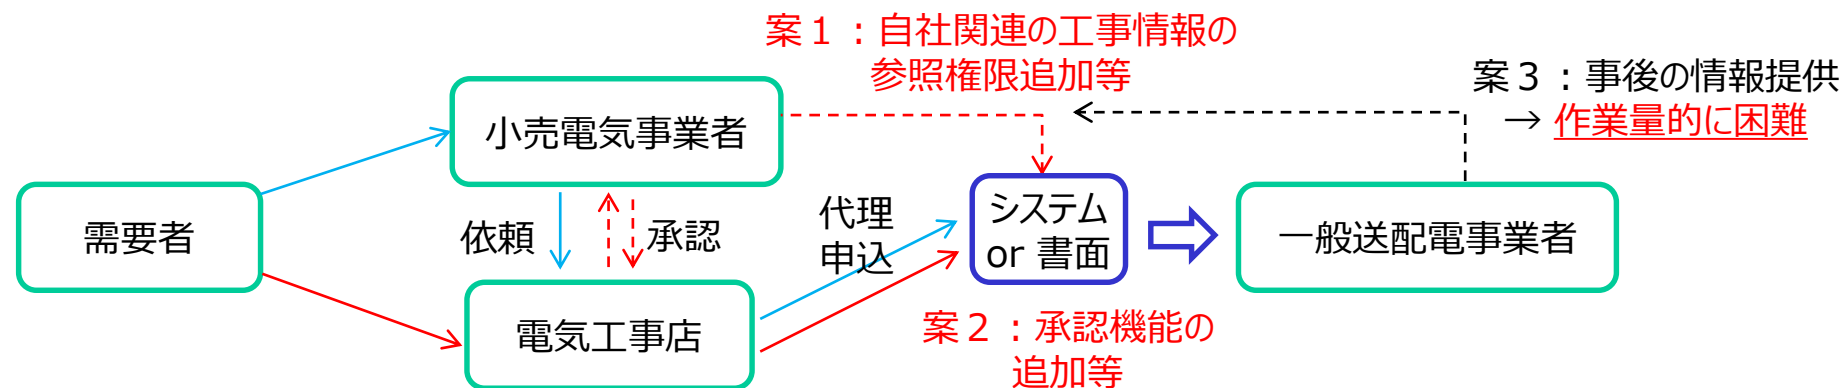 案１：自社関連の工事情報の
参照権限追加等
案３：事後の情報提供
→ 作業量的に困難
小売電気事業者
需要者
依頼
承認
代理
申込
システム
or 書面
一般送配電事業者
電気工事店
案２：承認機能の
追加等